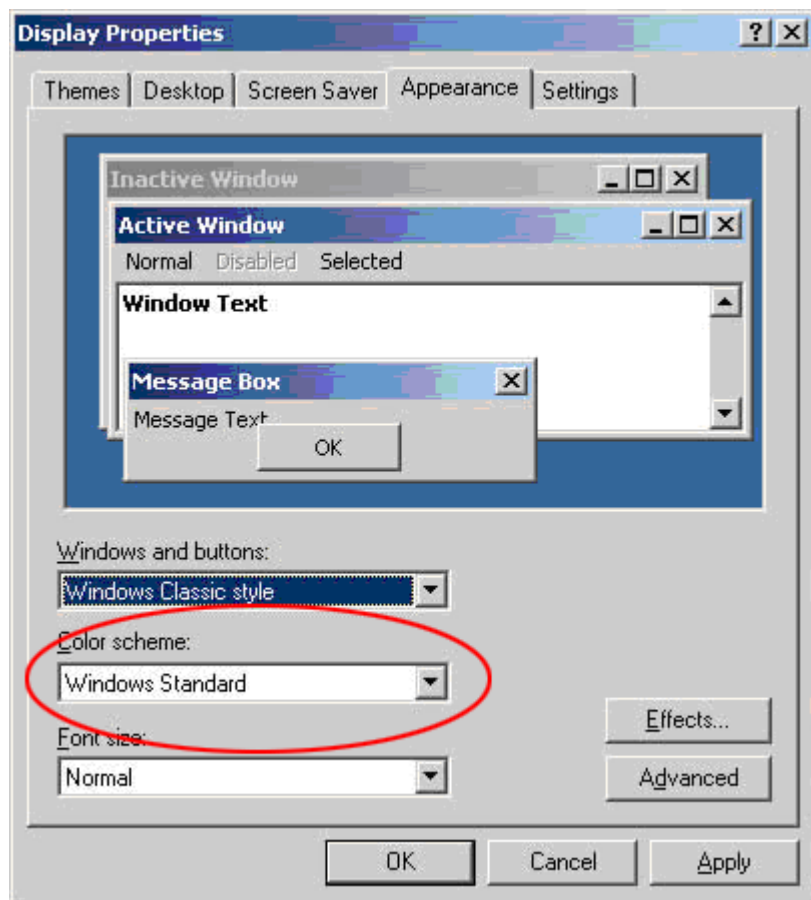 Display Properties
Themes Desktop Screen Saver Appearance Settings
Inactive Window
Active Window
Normal Disabled Selected
Window Text
Message Box
Message Text
OK
Windows and buttons:
Windows Classic style
Color scheme:
Windows Standard
Effects...
Font size:
Normal
Advanced
OK Cancel Apply